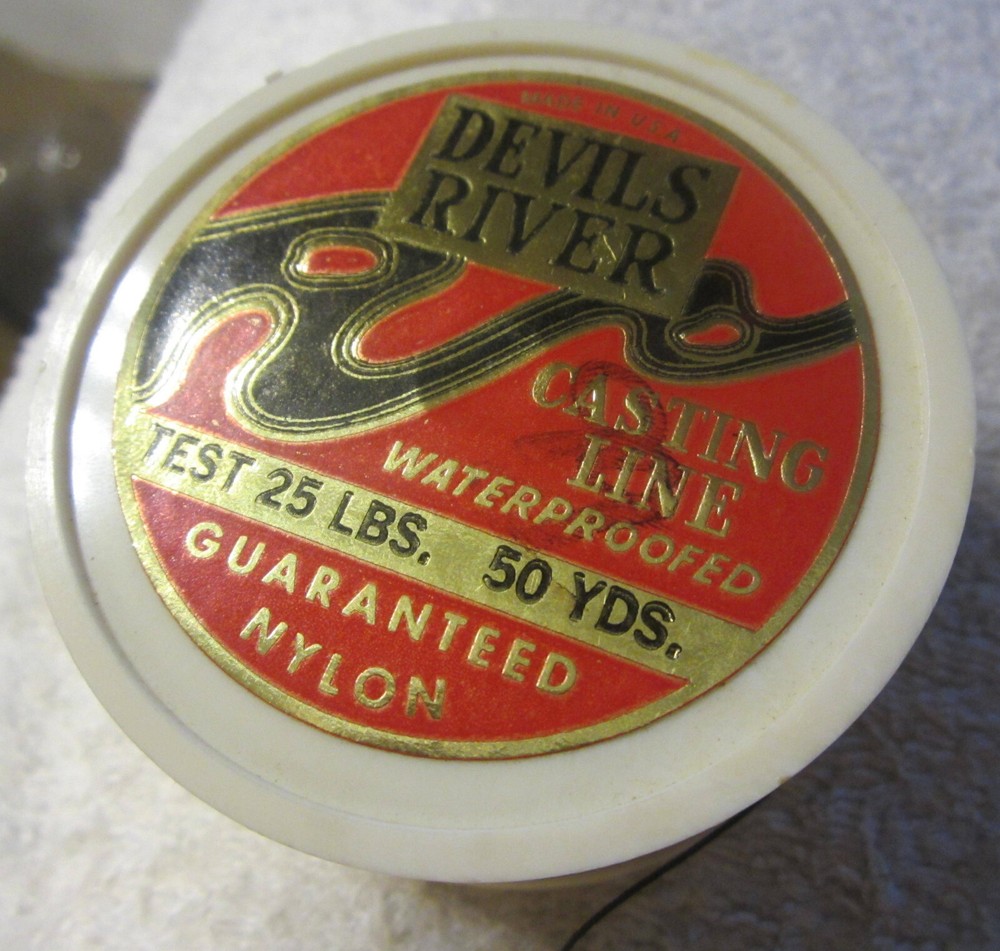 MADE IN U.S.A.
DEVILS
RIVER
CASTING
LINE
WATERPROOFED
TEST 25 LBS. 50 YDS.
GUARANTEED
NYLON